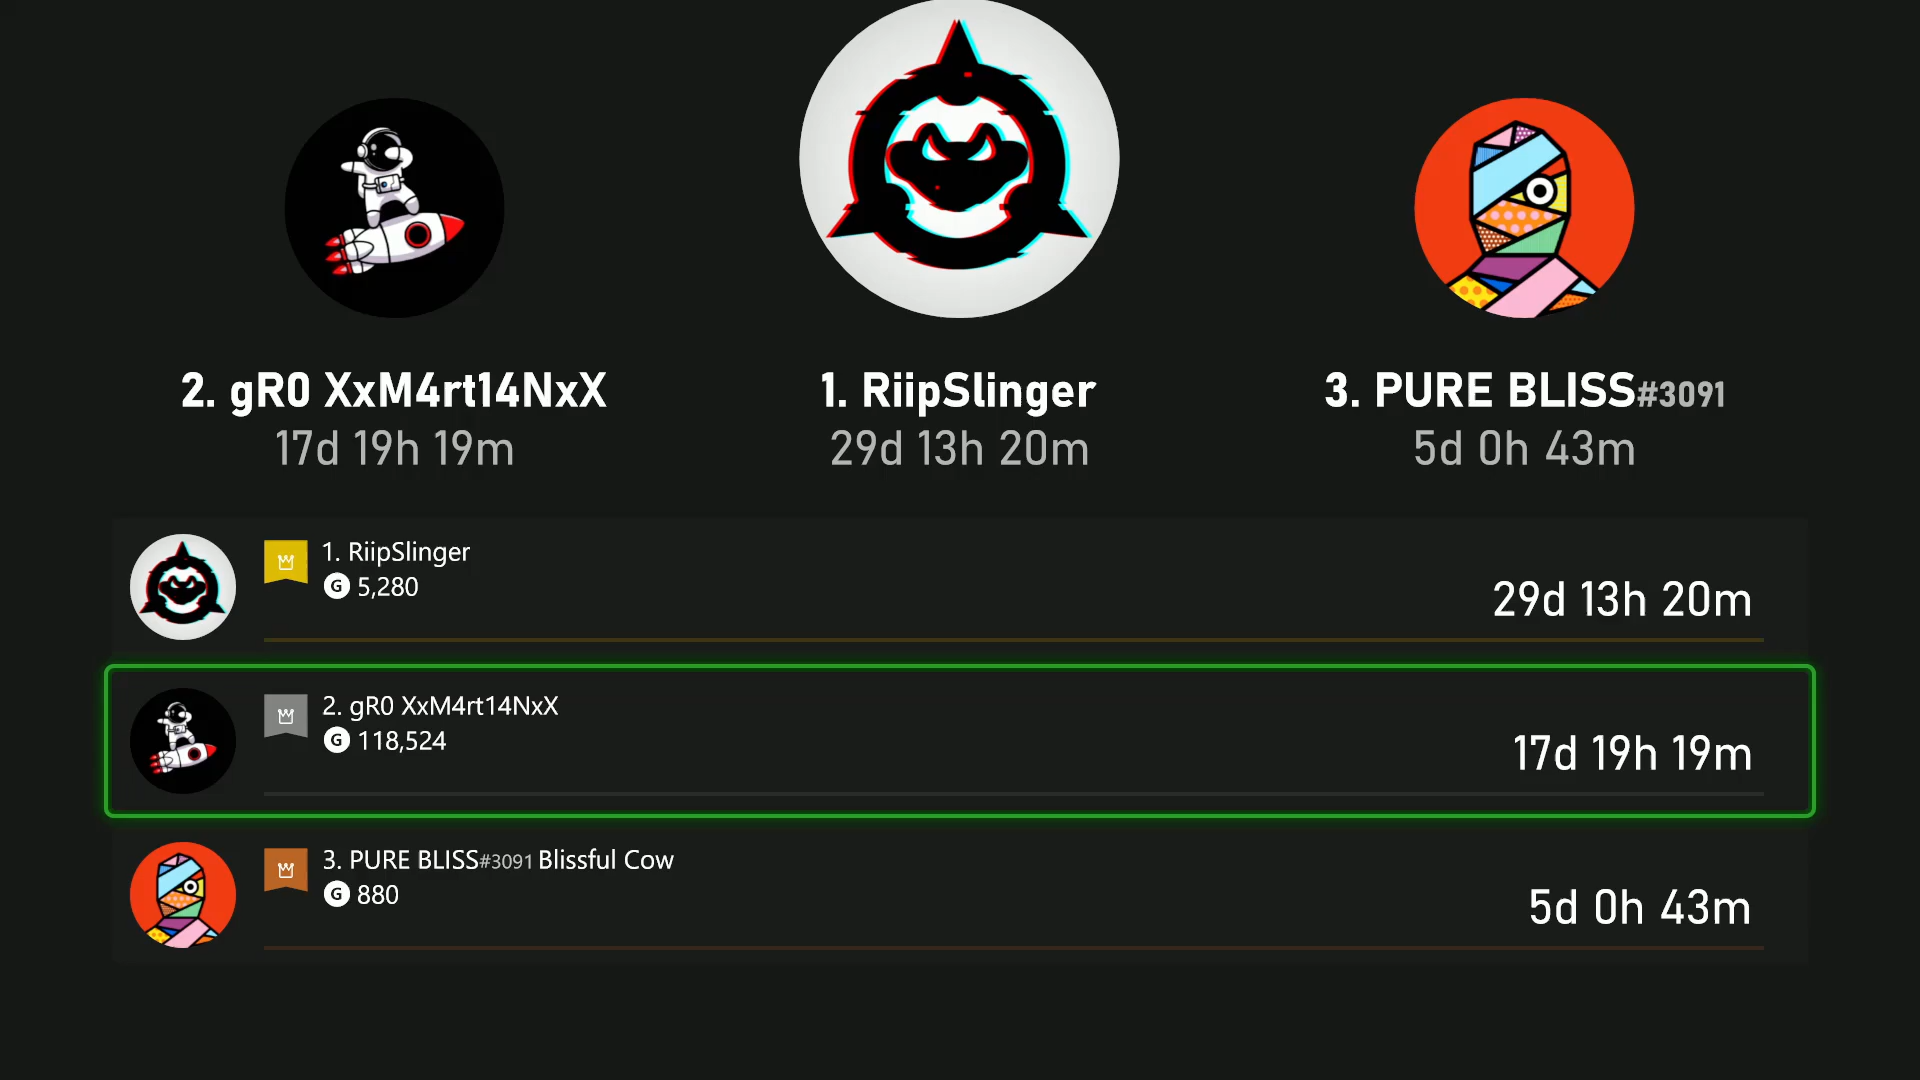 2. gR0 XxM4rt14NxX
17d 19h 19m
1. RiipSlinger
29d 13h 20m
3. PURE BLISS#3091
5d 0h 43m
1. RiipSlinger
G 5,280
29d 13h 20m
2. gR0 XxM4rt14NxX
G 118,524
17d 19h 19m
3. PURE BLISS#3091 Blissful Cow
G 880
5d 0h 43m